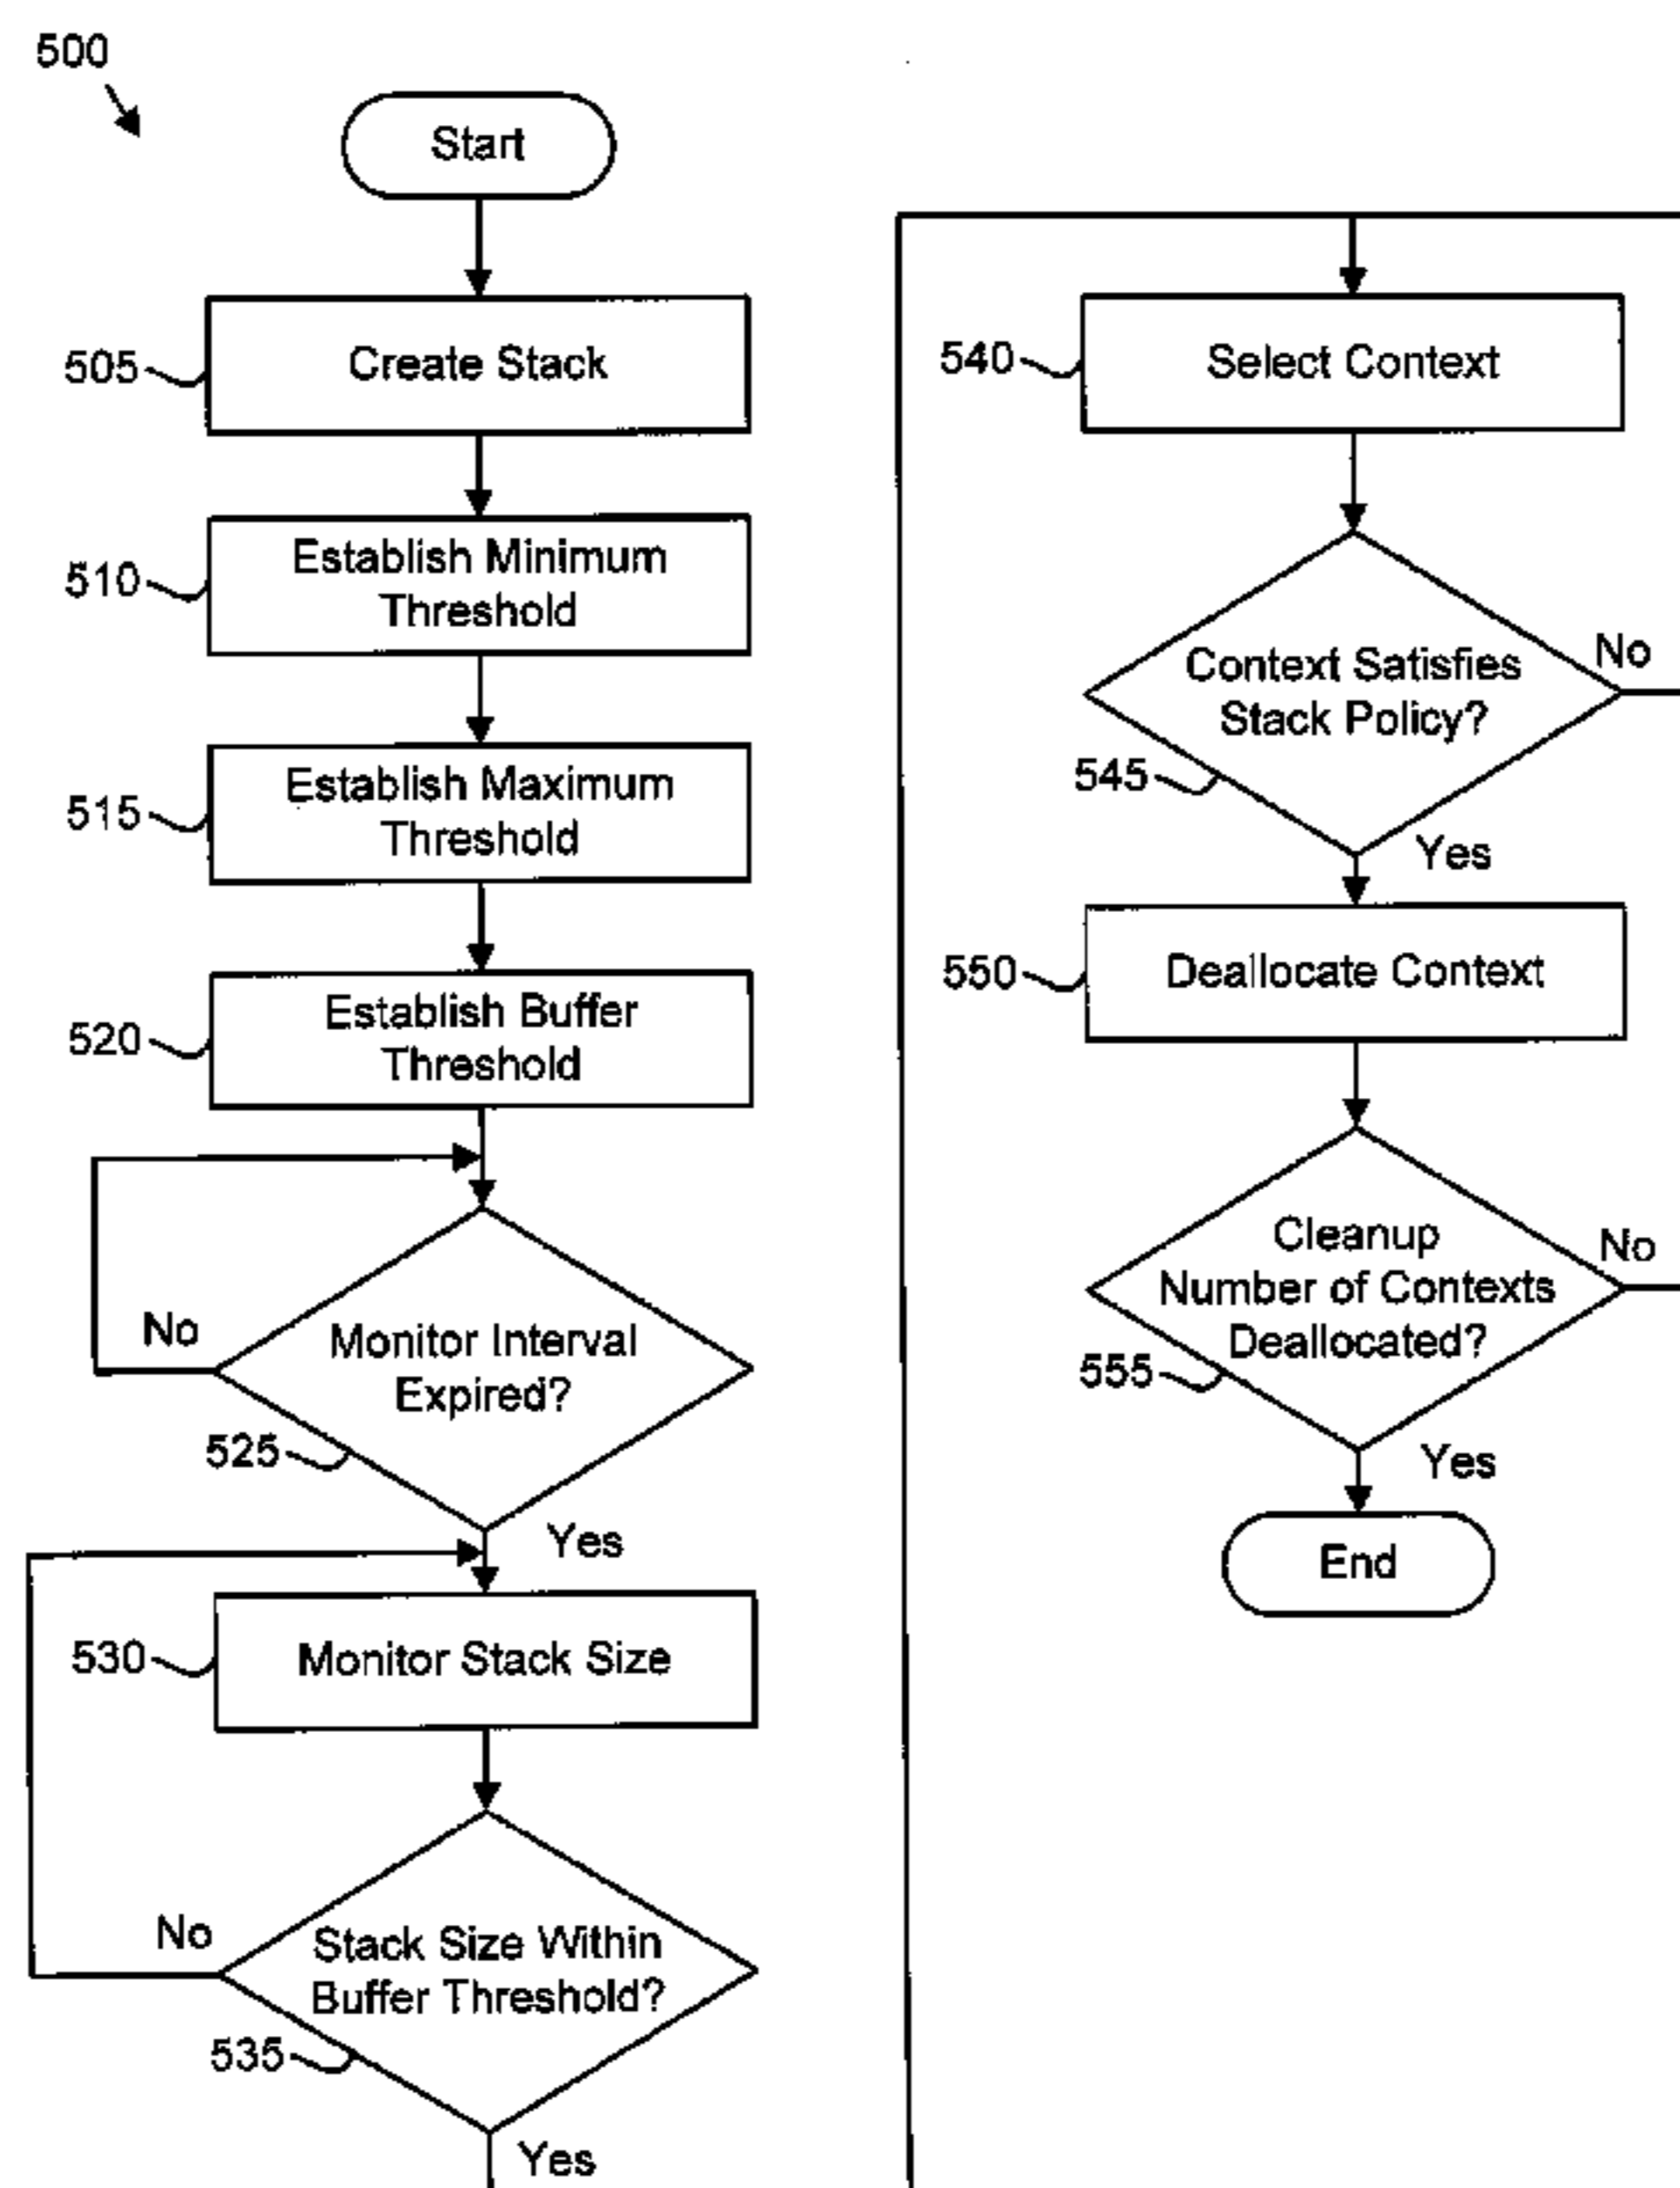 500
Start
505
Create Stack
510
Establish Minimum
Threshold
515
Establish Maximum
Threshold
520
Establish Buffer
Threshold
No
Monitor Interval
Expired?
525
Yes
530
Monitor Stack Size
No
Stack Size Within
Buffer Threshold?
535
Yes
540
Select Context
No
Context Satisfies
Stack Policy?
545
Yes
550
Deallocate Context
No
Cleanup
Number of Contexts
Deallocated?
555
Yes
End